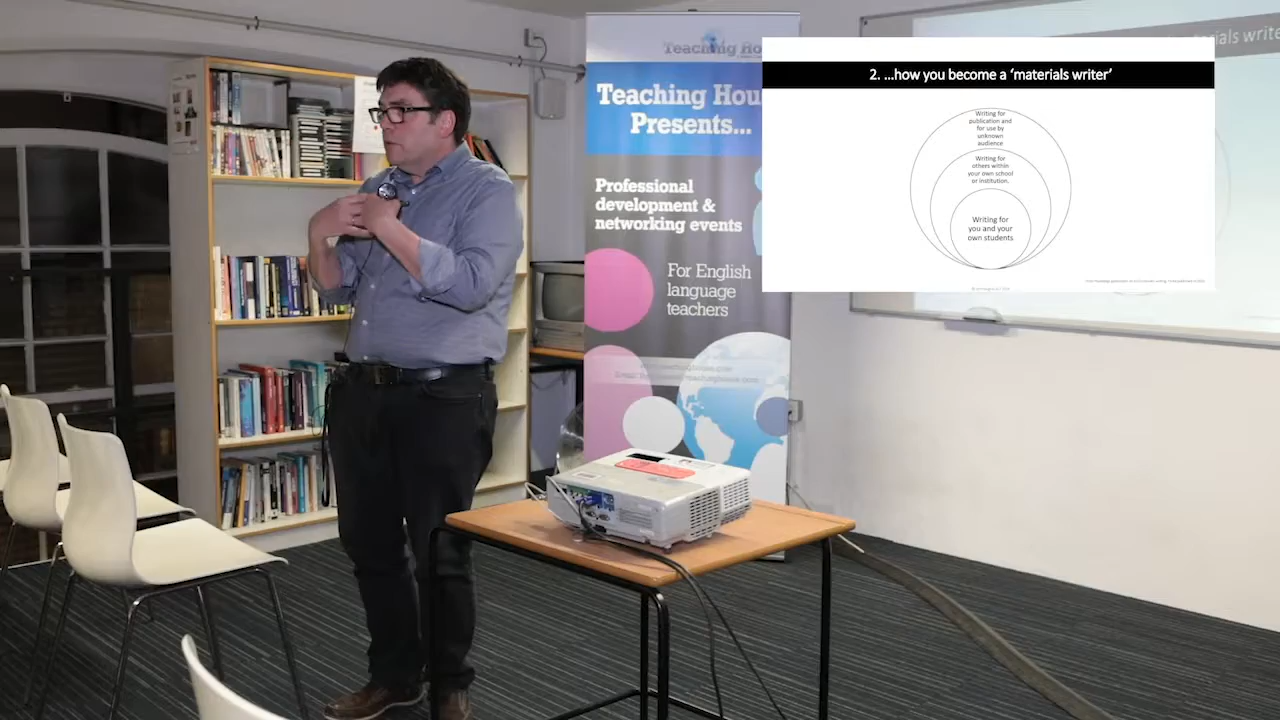 Teaching Ho
Teaching Hou
Presents...
Professional
development &
networking events
For English
language
teachers
2. ...how you become a ‘materials writer’
Writing for
publication and
for use by
unknown
audience
Writing for
others within
your own school
or institution.
Writing for
you and your
own students